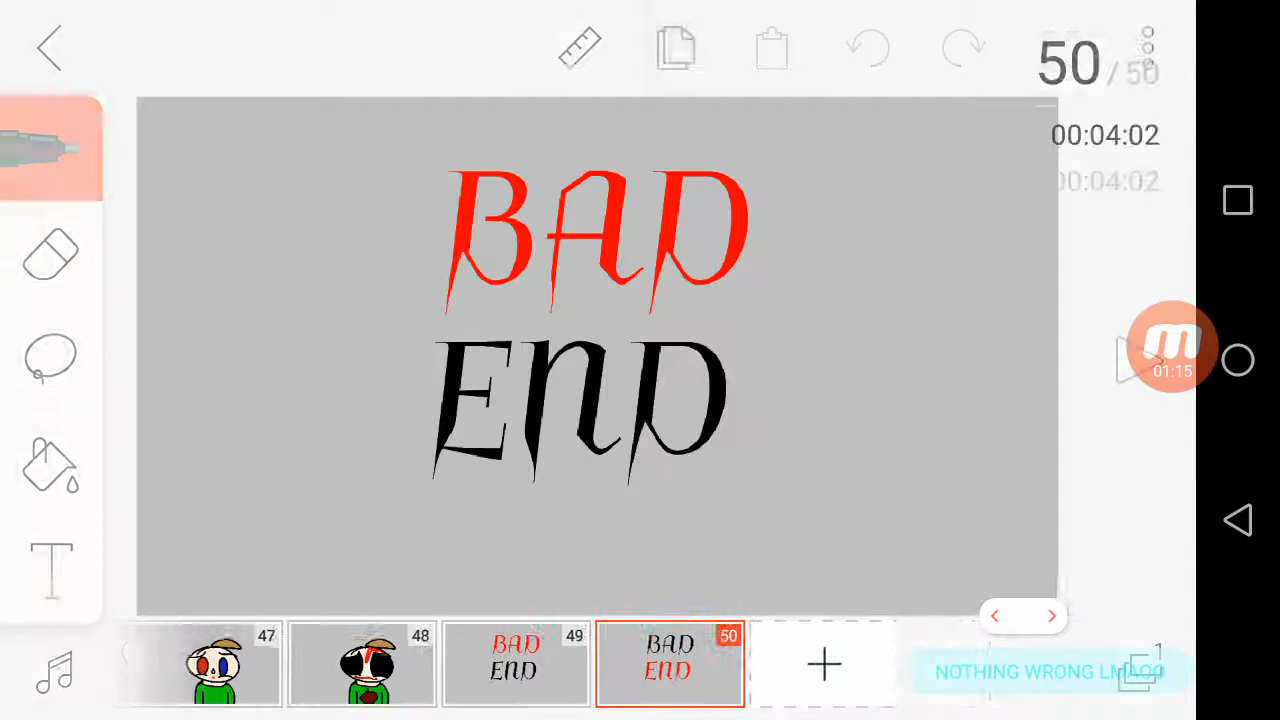 50 / 50
00:04:02
00:04:02
BAD
END
01:15
47
48
49
50
BAD
END
BAD
END
NOTHING WRONG LMAOO
1